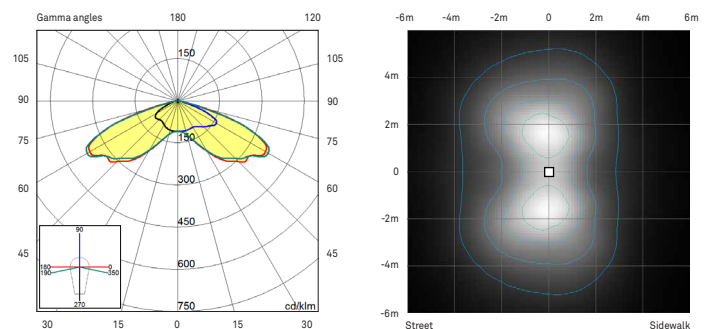 Gamma angles 180 120
105 105
90 90
75 75
60 60
45 45
30 15 0 15 30
150
150
300
450
600
750
cd/klm
90
180 0
190 350
270
-6m -4m -2m 0 2m 4m 6m
4m
2m
0
-2m
-4m
-6m
Street Sidewalk